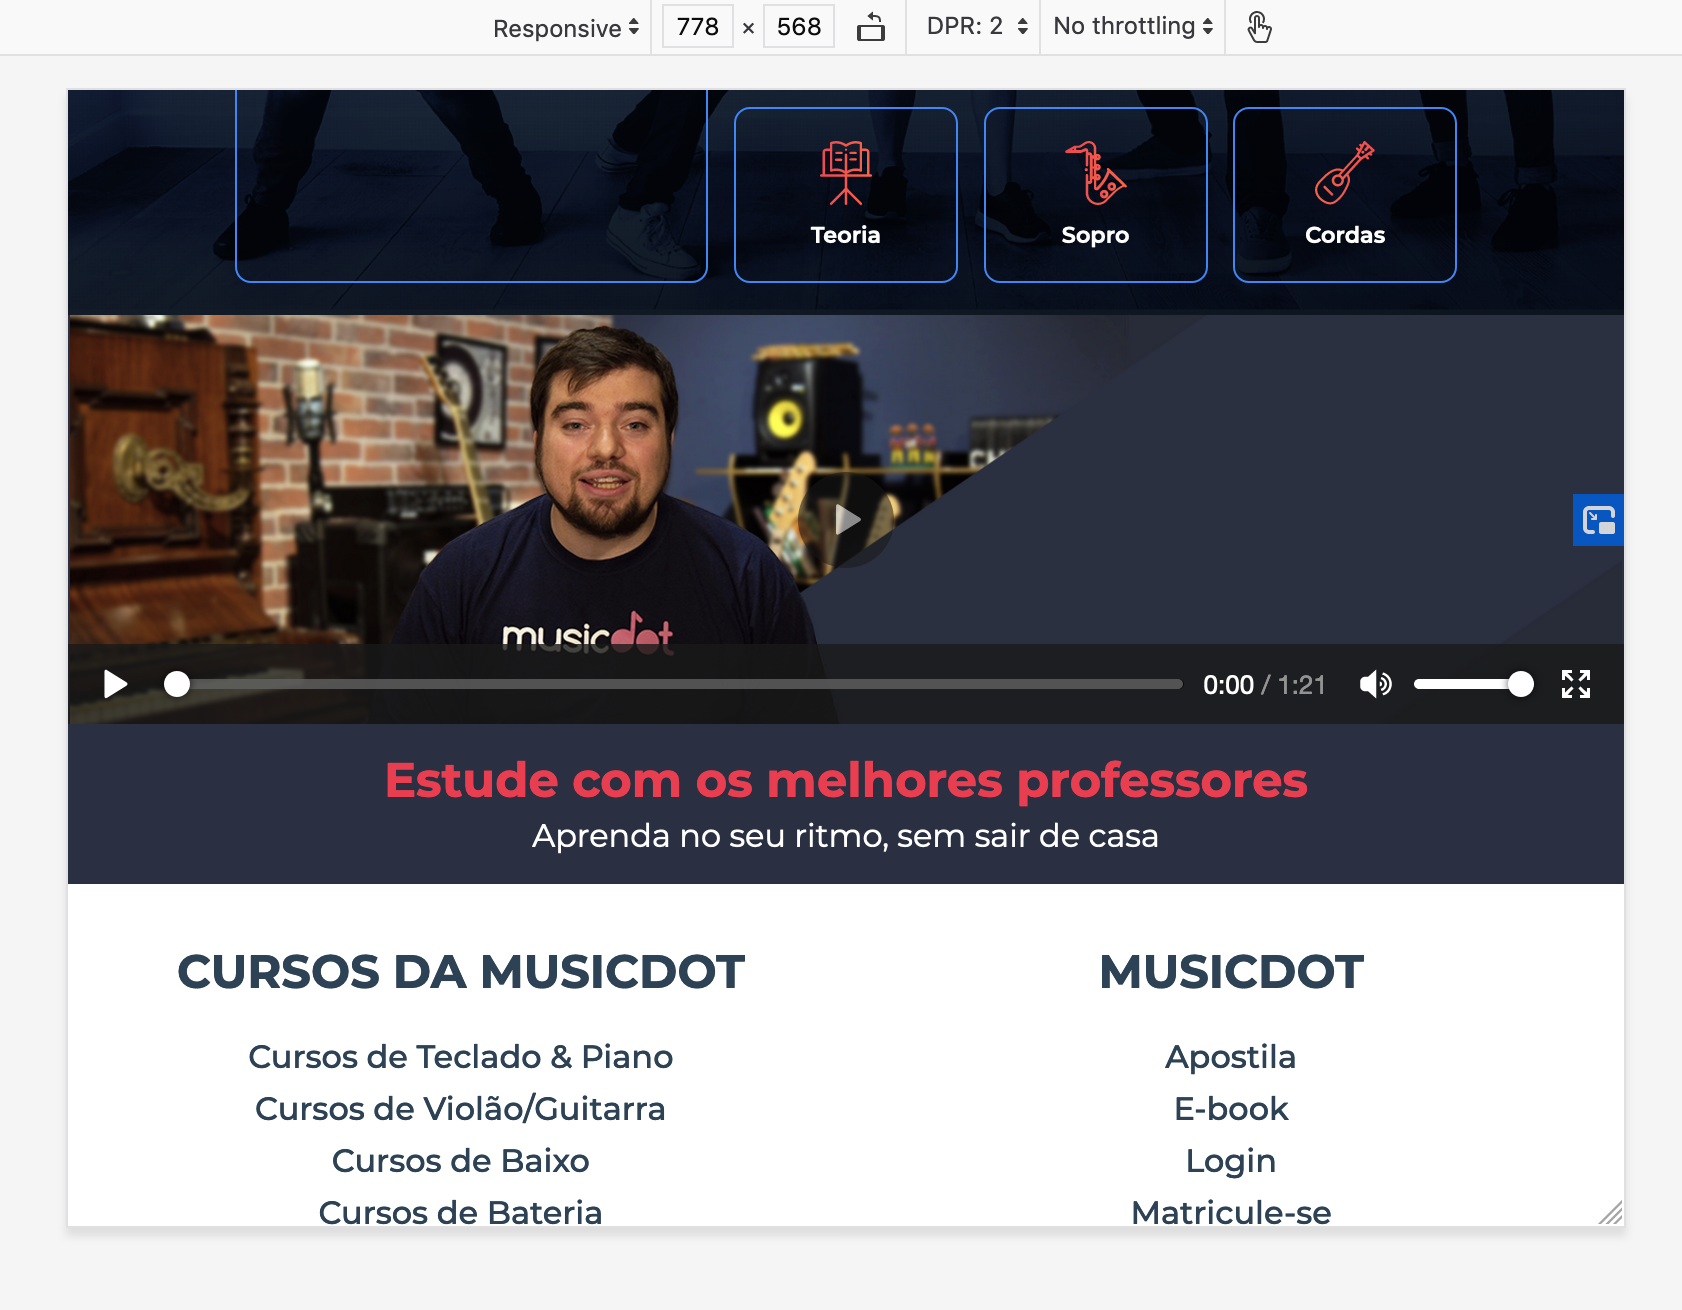 Responsive 778 × 568 DPR: 2 No throttling
Teoria Sopro Cordas
CH
musicdot
0:00 / 1:21
Estude com os melhores professores
Aprenda no seu ritmo, sem sair de casa
CURSOS DA MUSICDOT
Cursos de Teclado & Piano
Cursos de Violão/Guitarra
Cursos de Baixo
Cursos de Bateria
MUSICDOT
Apostila
E-book
Login
Matricule-se